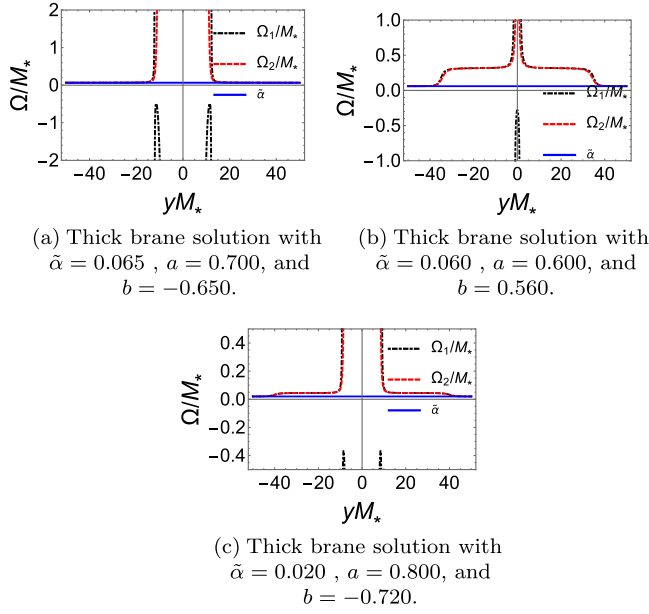 Ω/M*
2
1
0
-1
-2
Ω₁/M*
Ω₂/M*
α̃
-40 -20 0 20 40
yM*
(a) Thick brane solution with
α̃ = 0.065 , a = 0.700, and
b = −0.650.
Ω/M*
1.0
0.5
0.0
-0.5
-1.0
Ω₁/M*
Ω₂/M*
α̃
-40 -20 0 20 40
yM*
(b) Thick brane solution with
α̃ = 0.060 , a = 0.600, and
b = 0.560.
Ω/M*
0.4
0.2
0.0
-0.2
-0.4
Ω₁/M*
Ω₂/M*
α̃
-40 -20 0 20 40
yM*
(c) Thick brane solution with
α̃ = 0.020 , a = 0.800, and
b = −0.720.